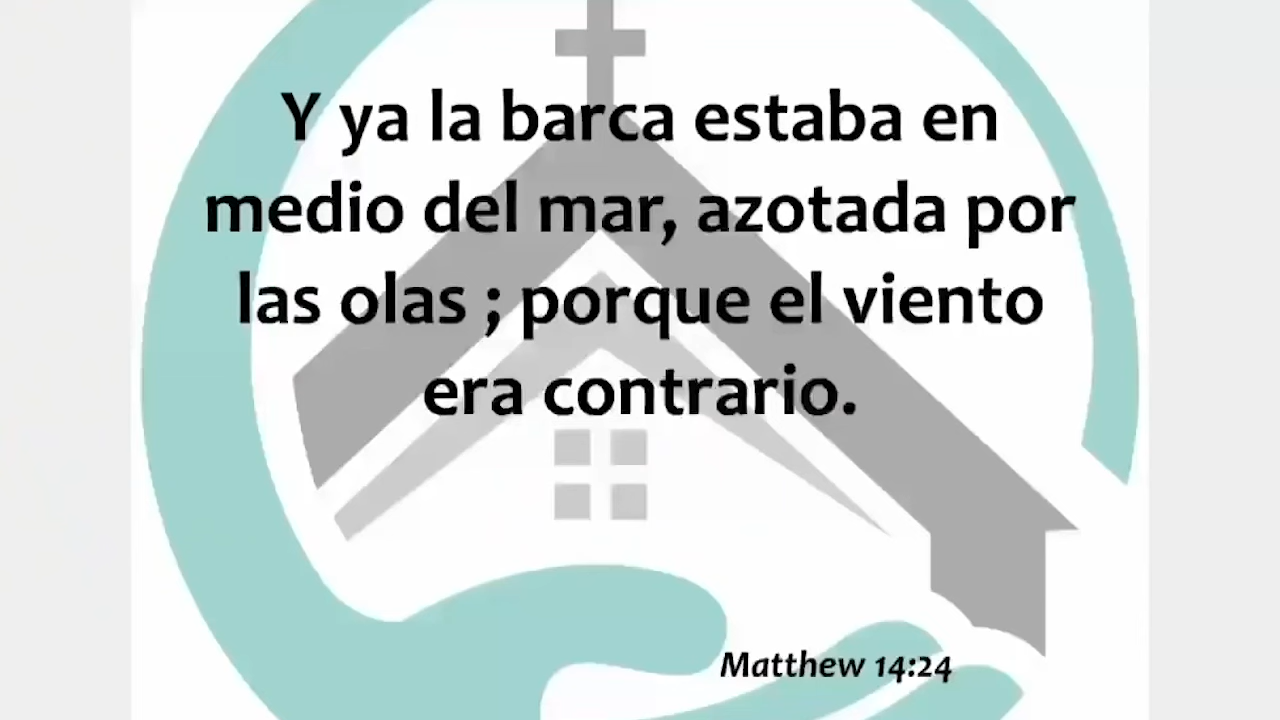 Y ya la barca estaba en
medio del mar, azotada por
las olas ; porque el viento
era contrario.
Matthew 14:24